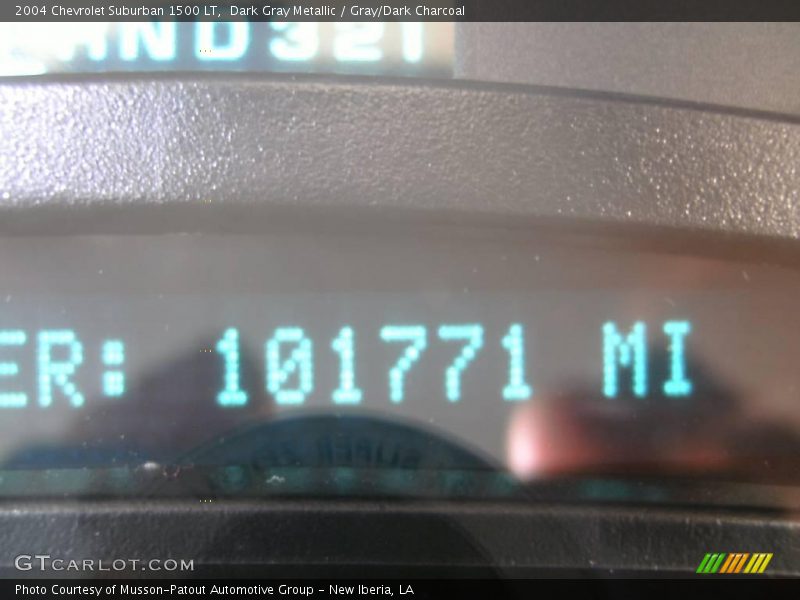 2004 Chevrolet Suburban 1500 LT, Dark Gray Metallic / Gray/Dark Charcoal
ER: 101771 MI
GTCARLOT.COM
Photo Courtesy of Musson-Patout Automotive Group - New Iberia, LA